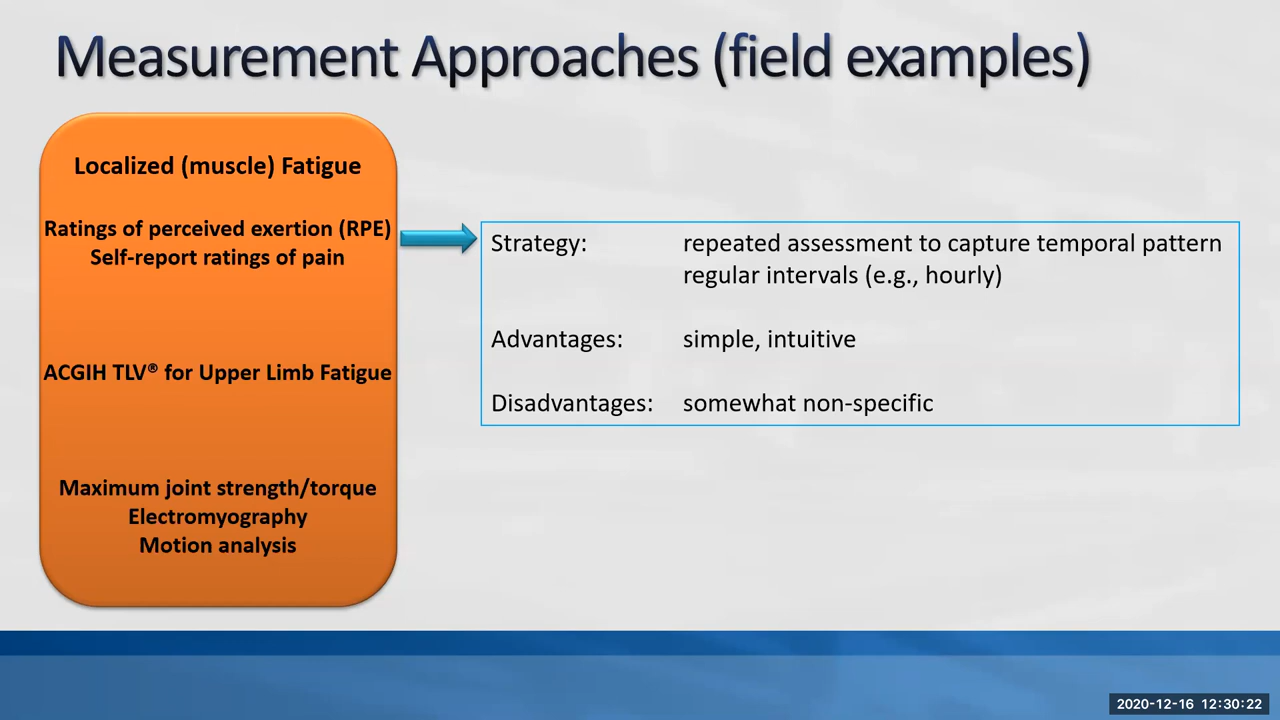 Measurement Approaches (field examples)
Localized (muscle) Fatigue
Ratings of perceived exertion (RPE)
Self-report ratings of pain
ACGIH TLV® for Upper Limb Fatigue
Maximum joint strength/torque
Electromyography
Motion analysis
Strategy: repeated assessment to capture temporal pattern
regular intervals (e.g., hourly)
Advantages: simple, intuitive
Disadvantages: somewhat non-specific
2020-12-16 12:30:22